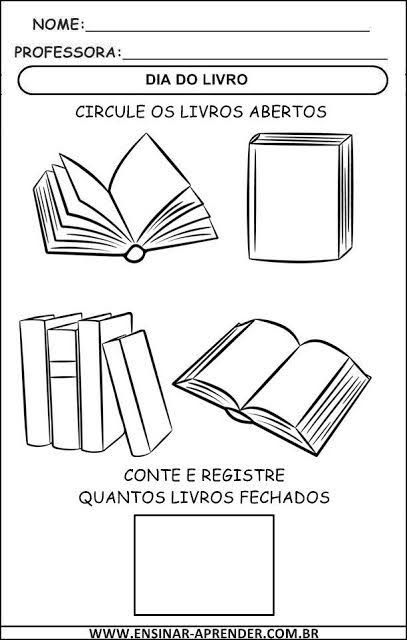 NOME:
PROFESSORA:
DIA DO LIVRO
CIRCULE OS LIVROS ABERTOS
CONTE E REGISTRE
QUANTOS LIVROS FECHADOS
WWW.ENSINAR-APRENDER.COM.BR